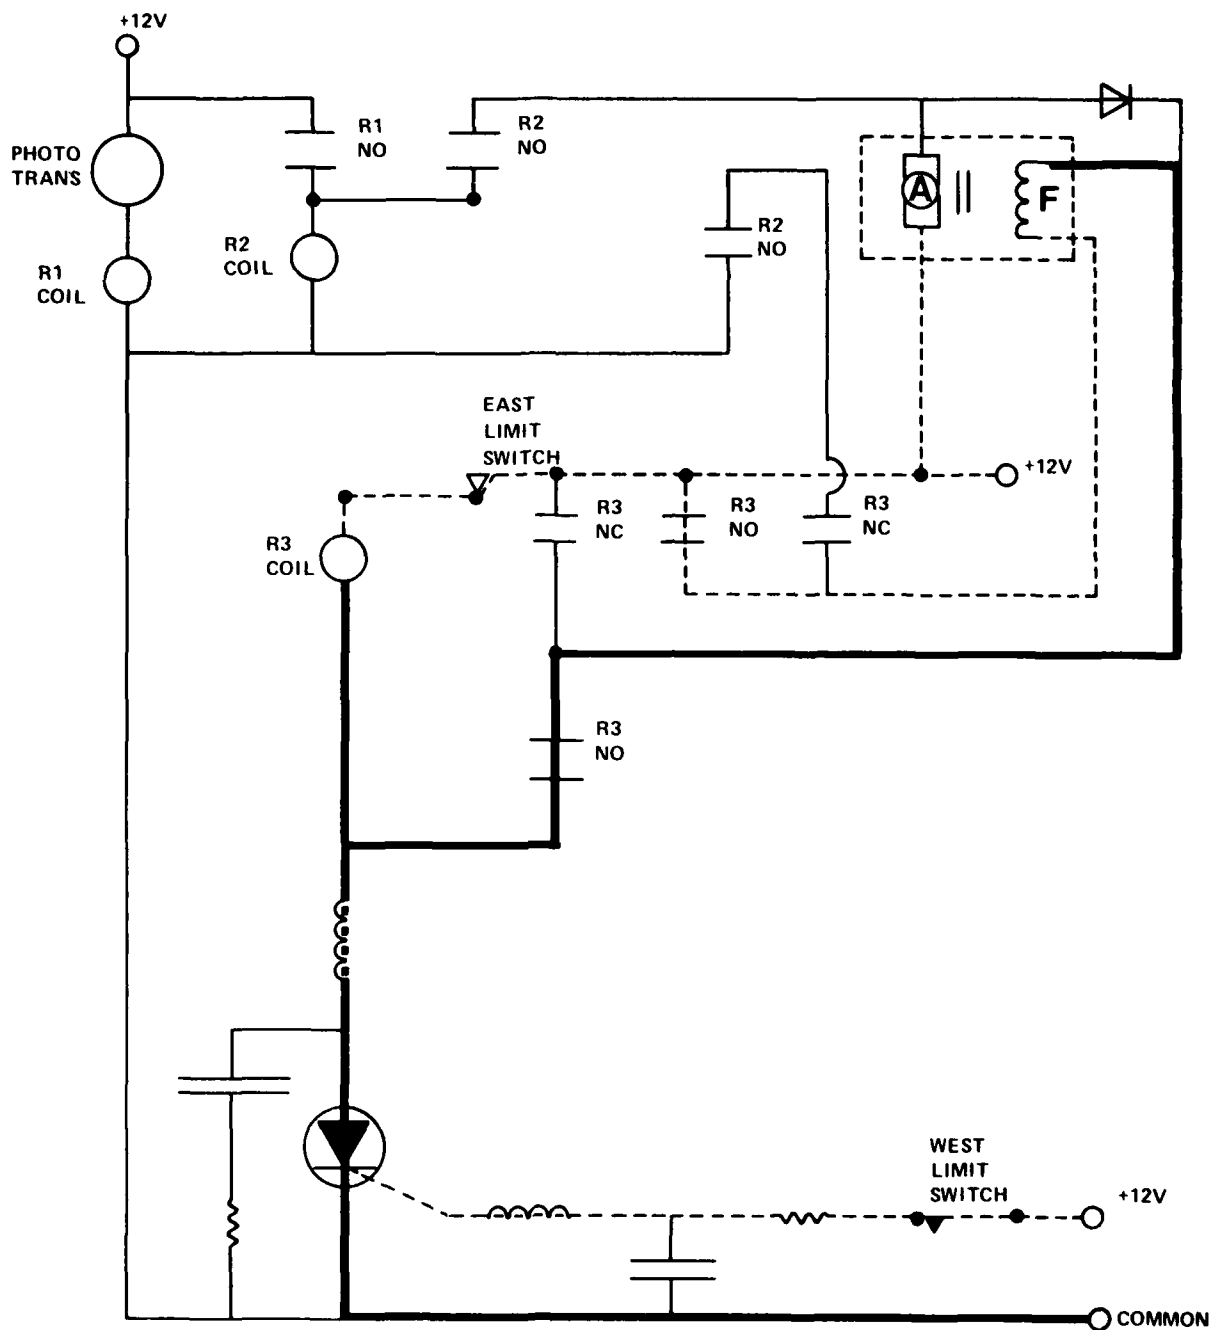 +12V
PHOTO
TRANS
R1
COIL
R1
NO
R2
NO
R2
COIL
R2
NO
A
F
EAST
LIMIT
SWITCH
+12V
R3
COIL
R3
NC
R3
NO
R3
NC
R3
NO
WEST
LIMIT
SWITCH
+12V
COMMON